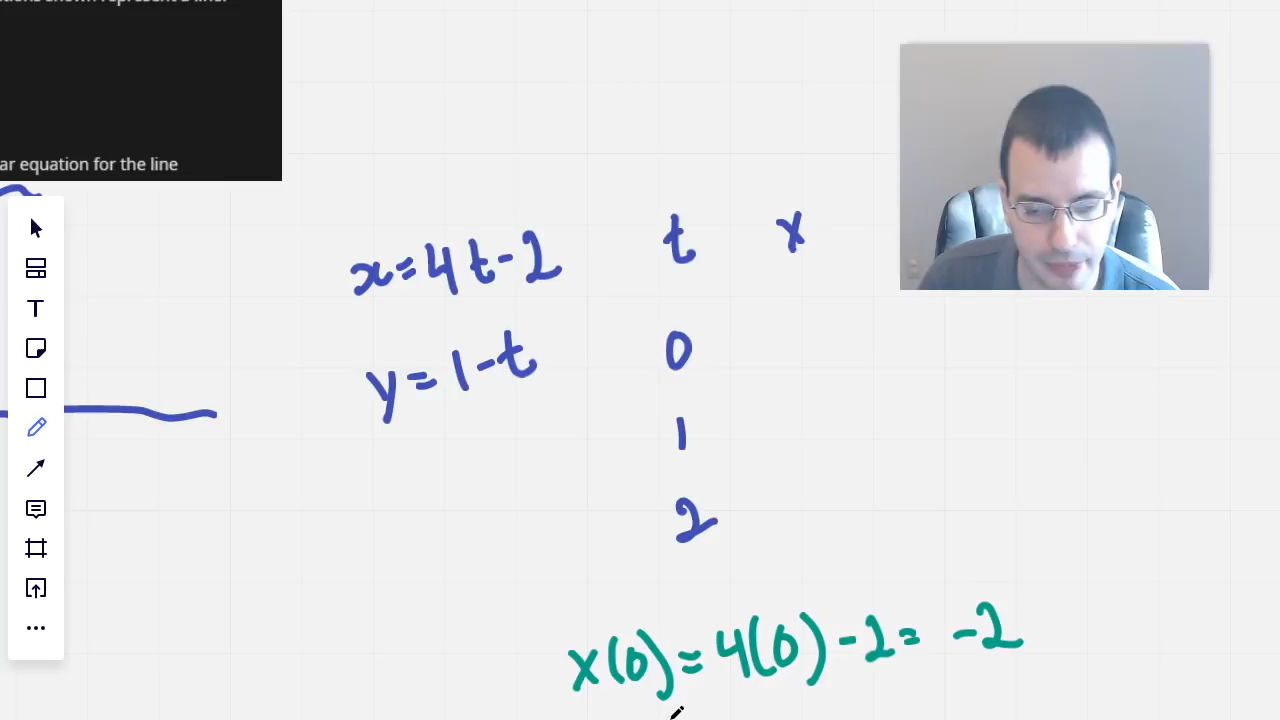 ar equation for the line
x = 4t - 2
t x
y = 1 - t
0
1
2
x(0) = 4(0) - 2 = -2
T